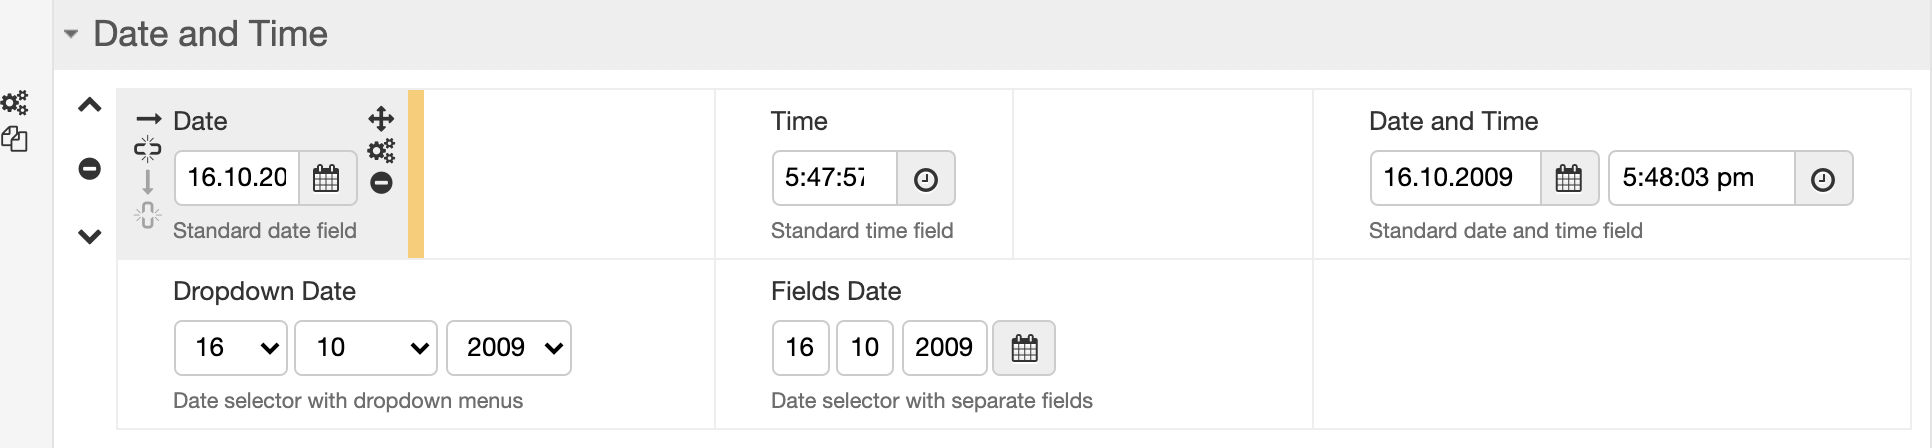 Date and Time
Date
Time
Date and Time
16.10.20
5:47:57
16.10.2009
5:48:03 pm
Standard date field
Standard time field
Standard date and time field
Dropdown Date
Fields Date
16
10
2009
16
10
2009
Date selector with dropdown menus
Date selector with separate fields